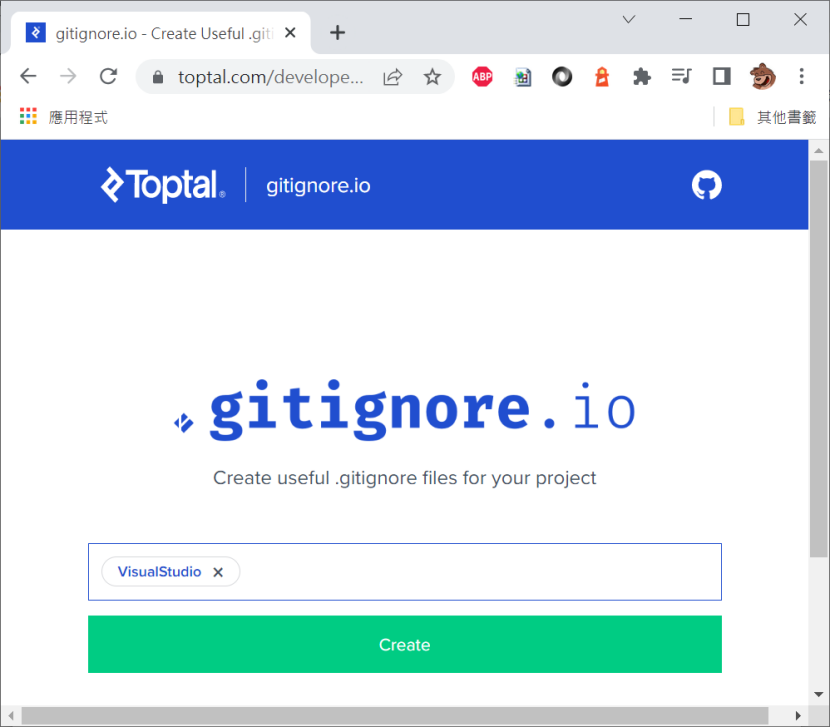 gitignore.io - Create Useful .giti
toptal.com/develope...
ABP
應用程式
其他書籤
Toptal®
gitignore.io
.gitignore.io
Create useful .gitignore files for your project
VisualStudio
Create